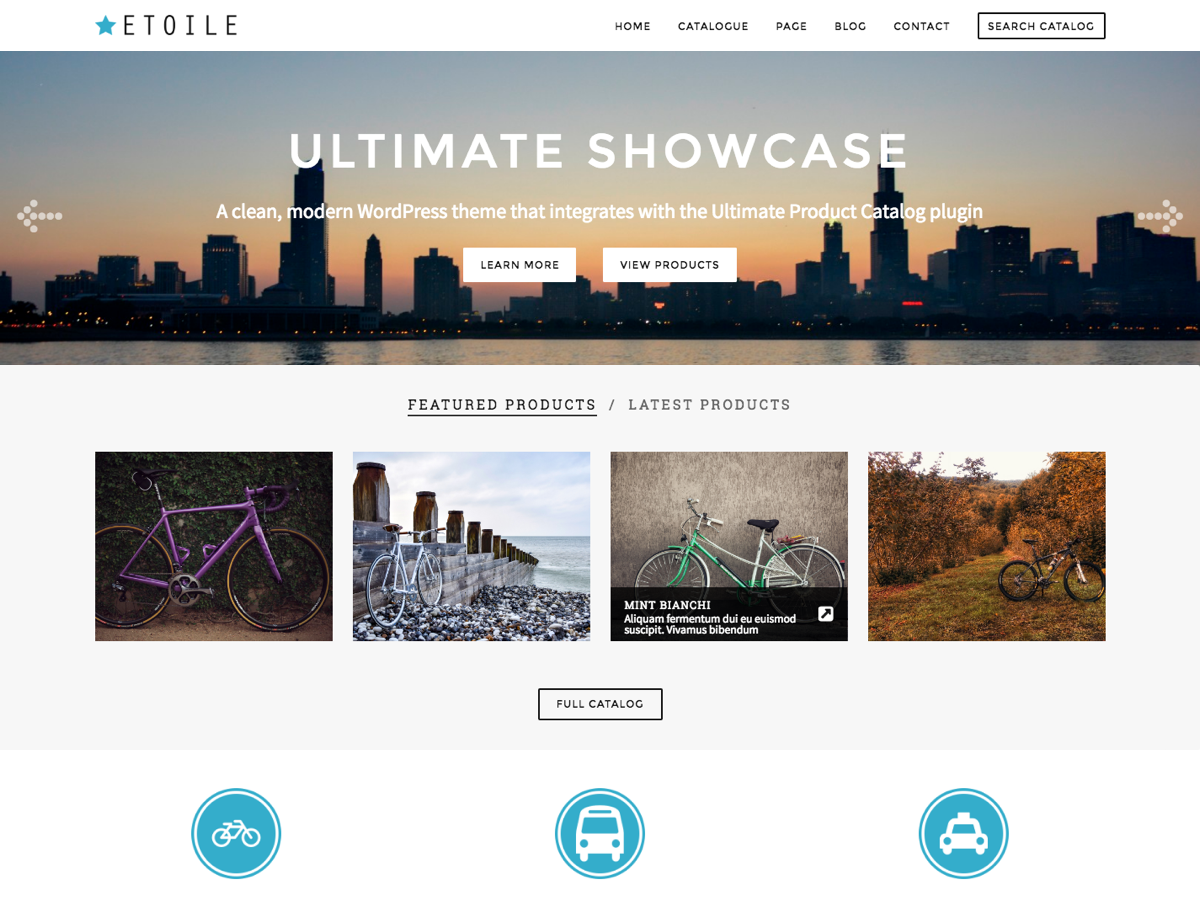 ETOILE
HOME CATALOGUE PAGE BLOG CONTACT SEARCH CATALOG
ULTIMATE SHOWCASE
A clean, modern WordPress theme that integrates with the Ultimate Product Catalog plugin
LEARN MORE VIEW PRODUCTS
FEATURED PRODUCTS / LATEST PRODUCTS
MINT BIANCHI
Aliquam fermentum dui eu euismod
suscipit. Vivamus bibendum
FULL CATALOG